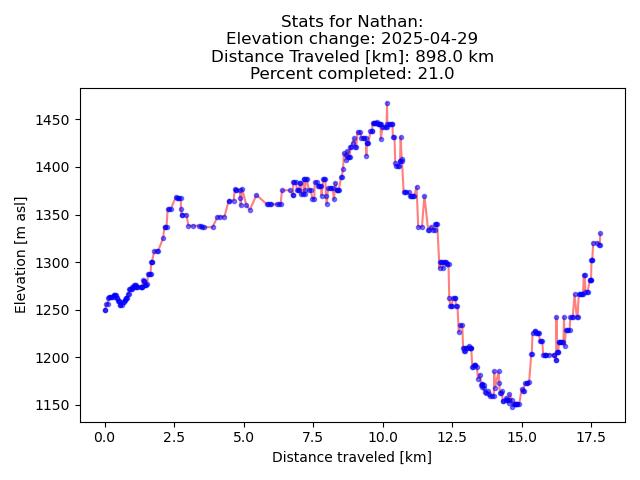 Stats for Nathan:
Elevation change: 2025-04-29
Distance Traveled [km]: 898.0 km
Percent completed: 21.0
Elevation [m asl]
1450
1400
1350
1300
1250
1200
1150
0.0 2.5 5.0 7.5 10.0 12.5 15.0 17.5
Distance traveled [km]